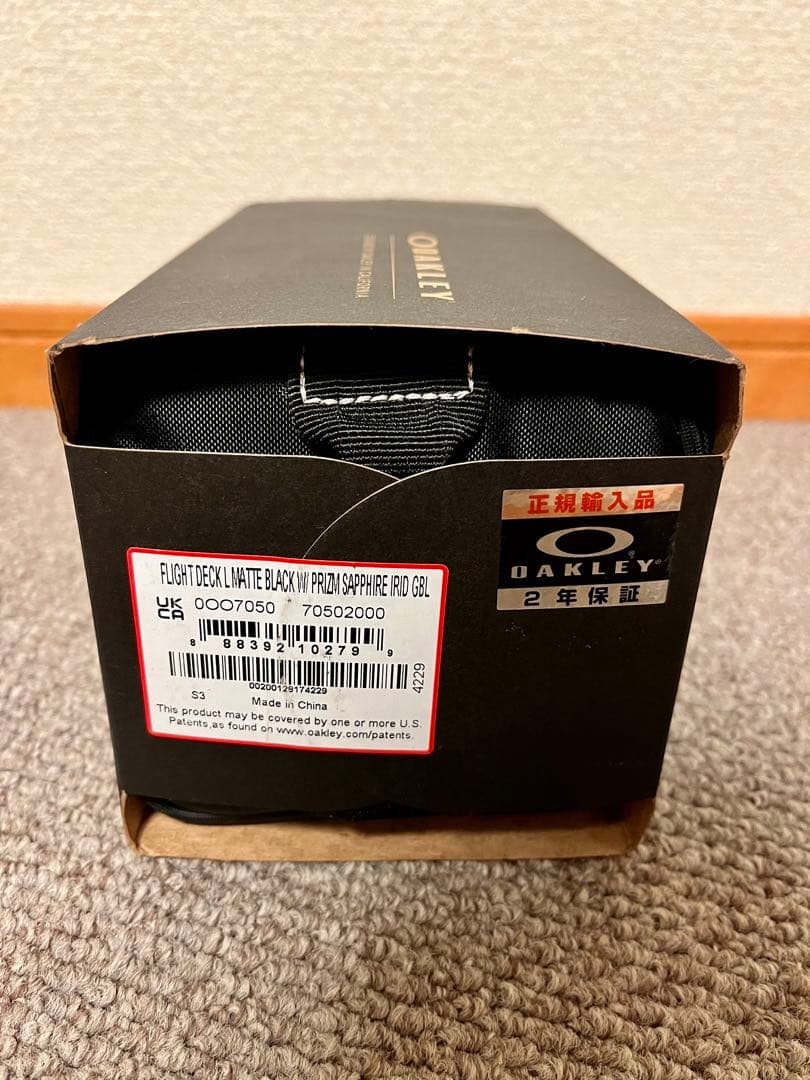 OAKLEY
正規輸入品
OAKLEY
2年保証
FLIGHT DECK L MATTE BLACK W/ PRIZM SAPPHIRE IRID GBL
UK
CA
0OO7050 70502000
8 88392 10279 9
00200129174229
4229
S3
Made in China
This product may be covered by one or more U.S.
Patents,as found on www.oakley.com/patents.